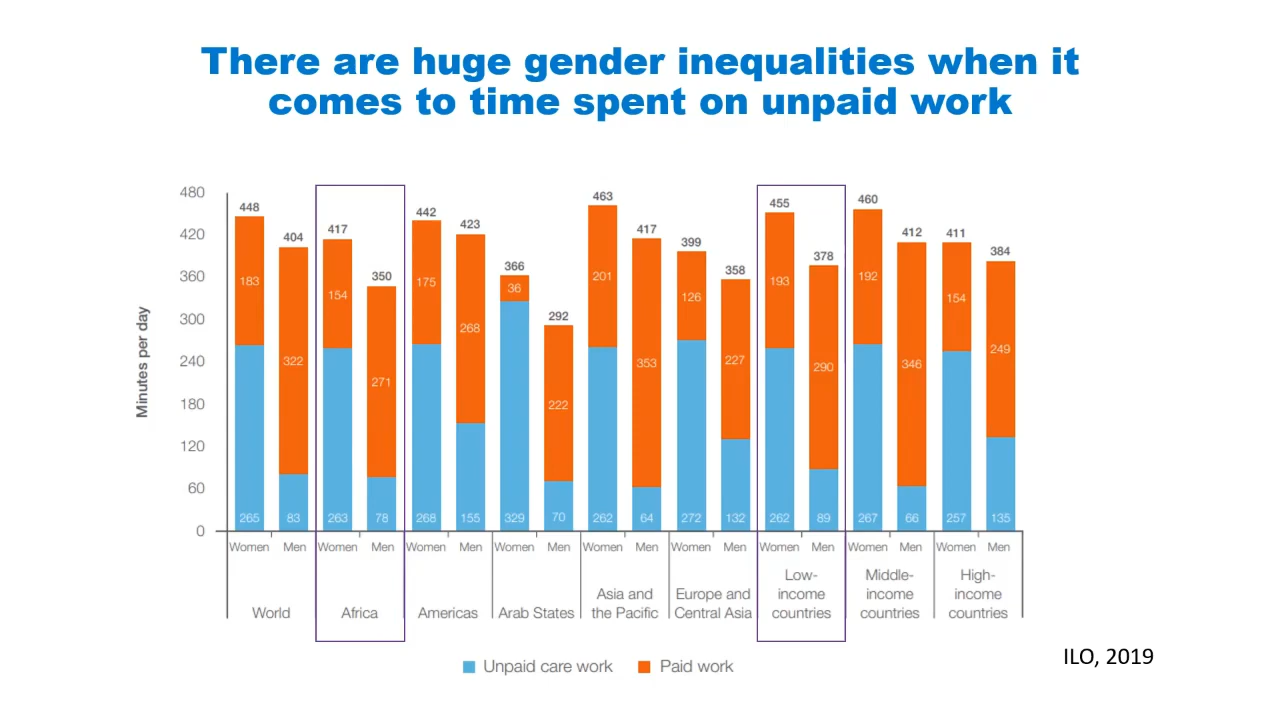 There are huge gender inequalities when it
comes to time spent on unpaid work
Minutes per day
480
420
360
300
240
180
120
60
0
448
183
265
404
322
83
417
154
263
350
271
78
442
175
268
423
268
155
366
36
329
292
222
70
463
201
262
417
353
64
399
126
272
358
227
132
455
193
262
378
290
89
460
192
267
412
346
66
411
154
257
384
249
135
Women Men Women Men Women Men Women Men Women Men Women Men Women Men Women Men Women Men
World
Africa
Americas
Arab States
Asia and
the Pacific
Europe and
Central Asia
Low-
income
countries
Middle-
income
countries
High-
income
countries
Unpaid care work Paid work
ILO, 2019